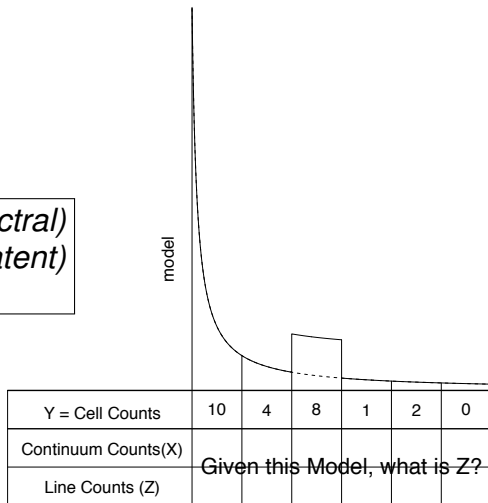 ctral)
atent)
model
Y = Cell Counts 10 4 8 1 2 0
Continuum Counts(X)
Given this Model, what is Z?
Line Counts (Z)